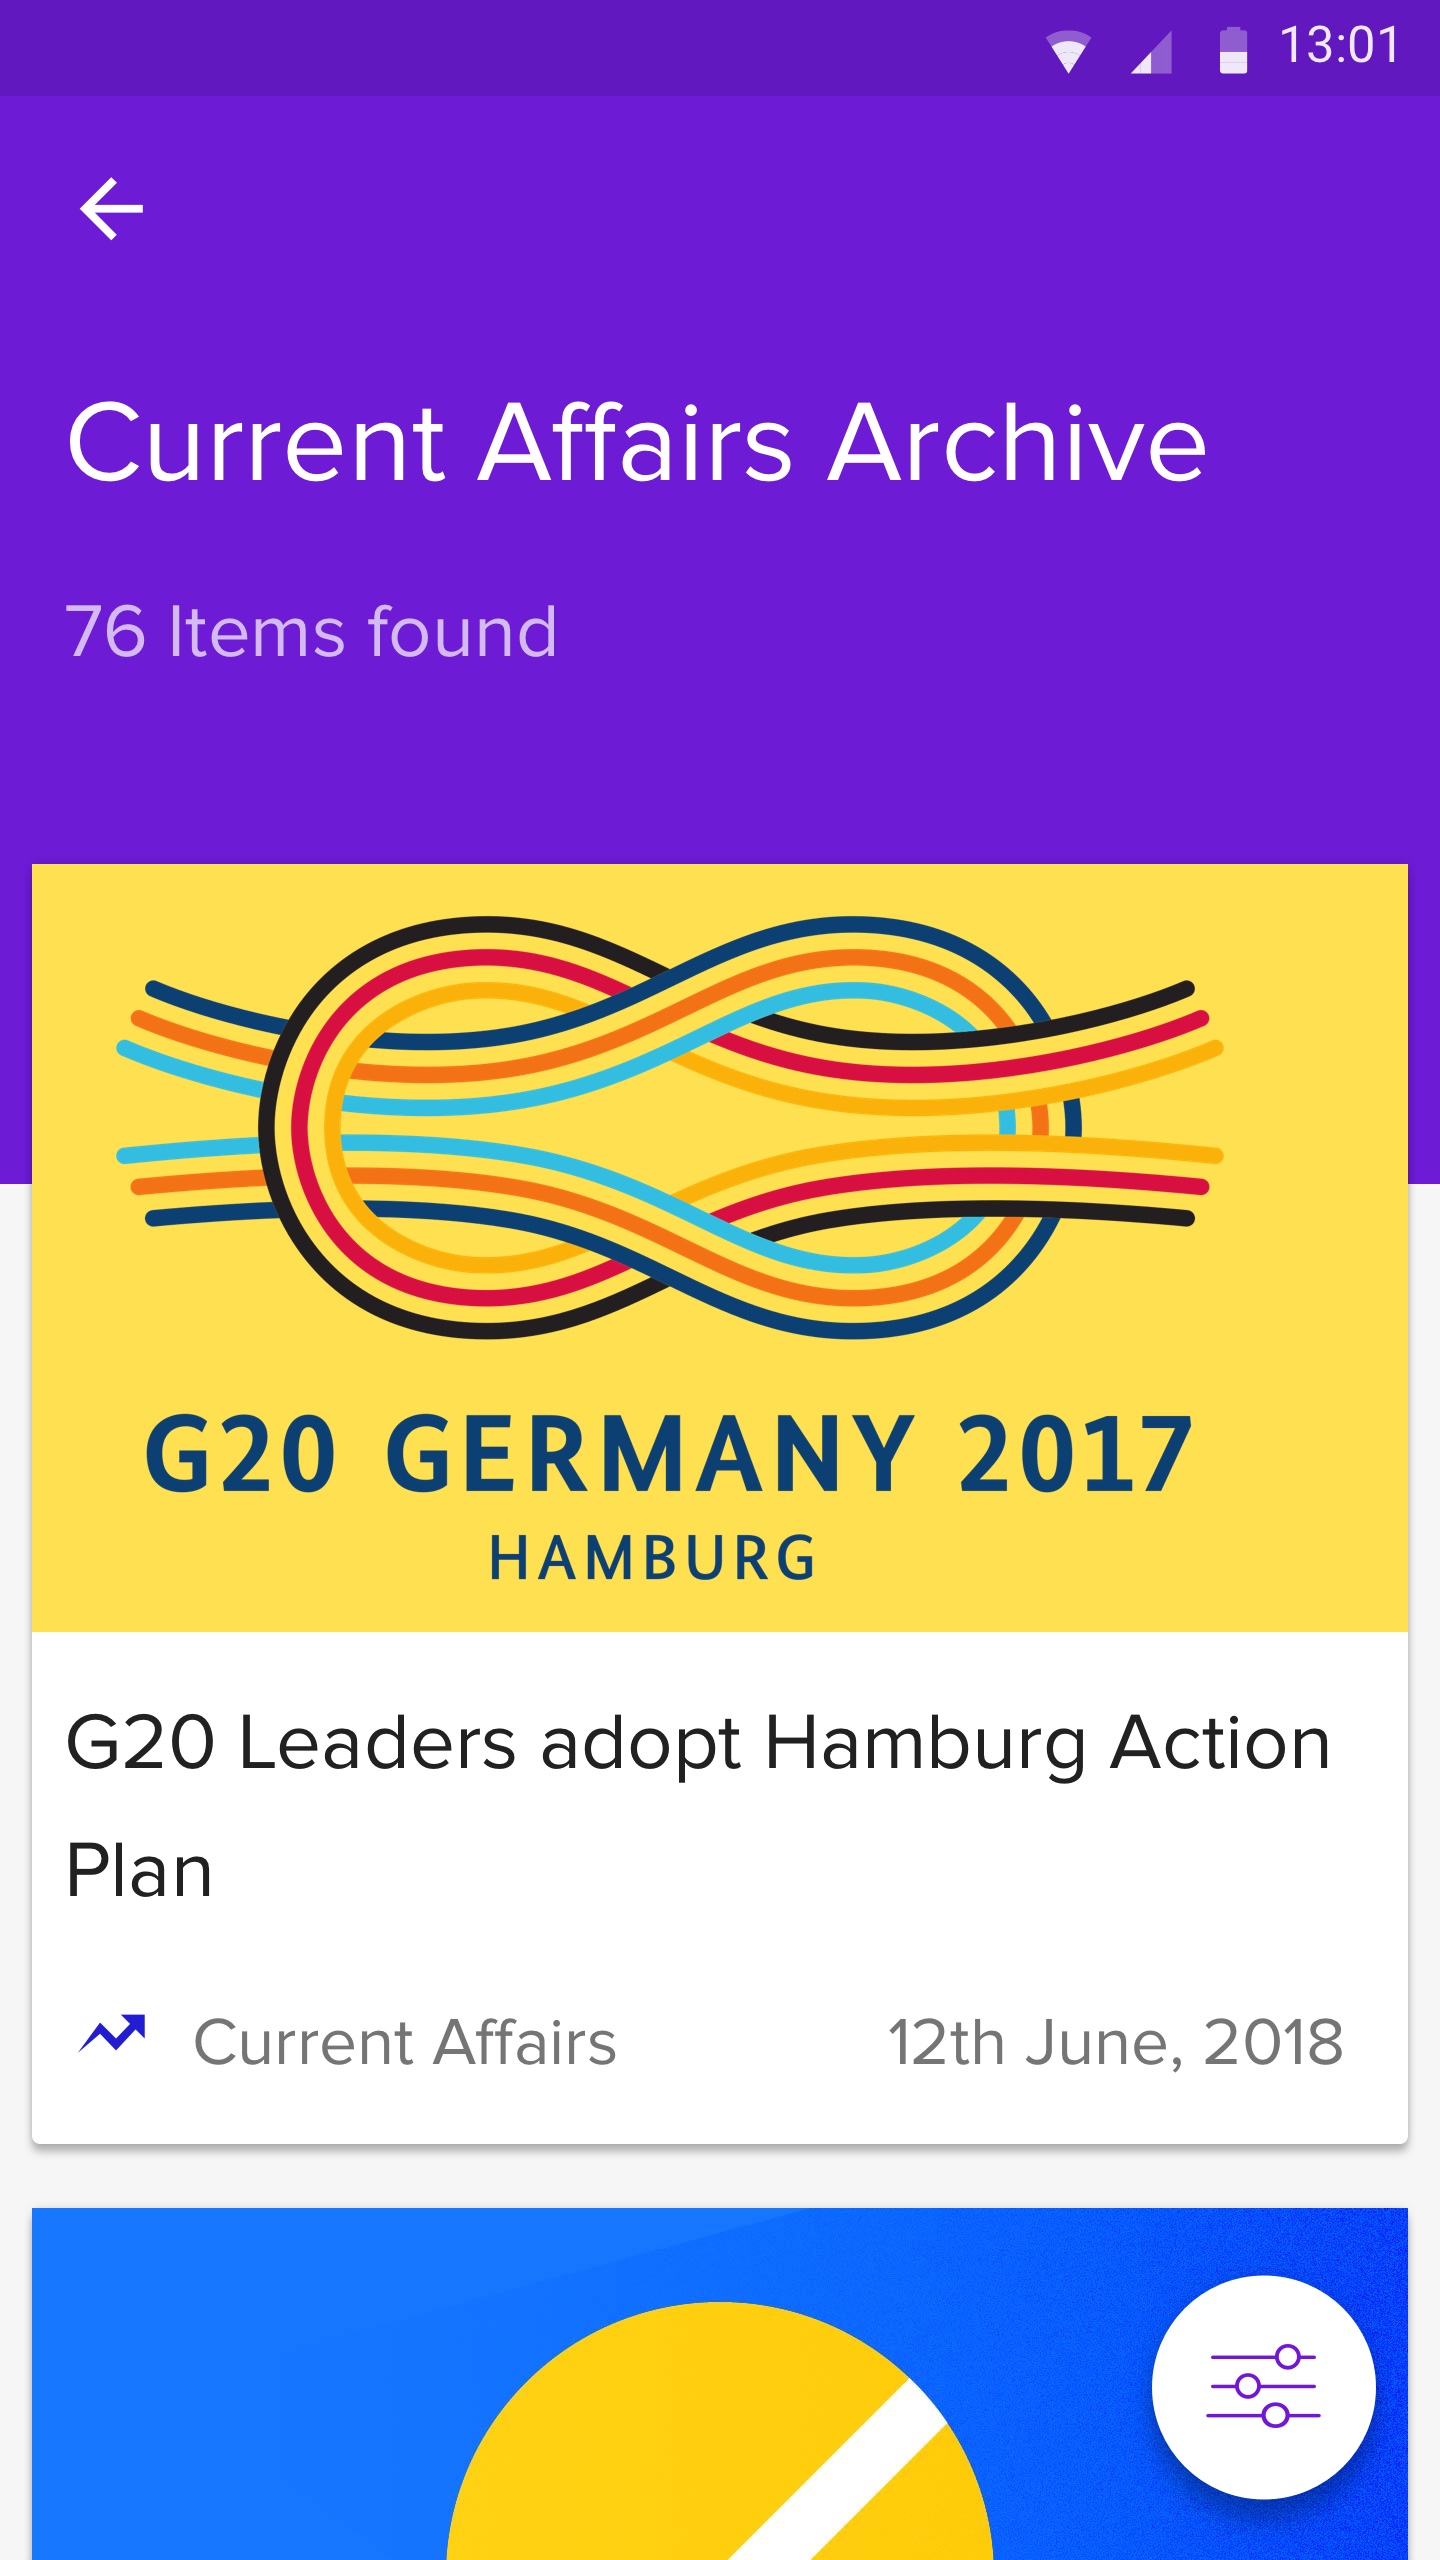 13:01
Current Affairs Archive
76 Items found
G20 GERMANY 2017
HAMBURG
G20 Leaders adopt Hamburg Action
Plan
Current Affairs
12th June, 2018